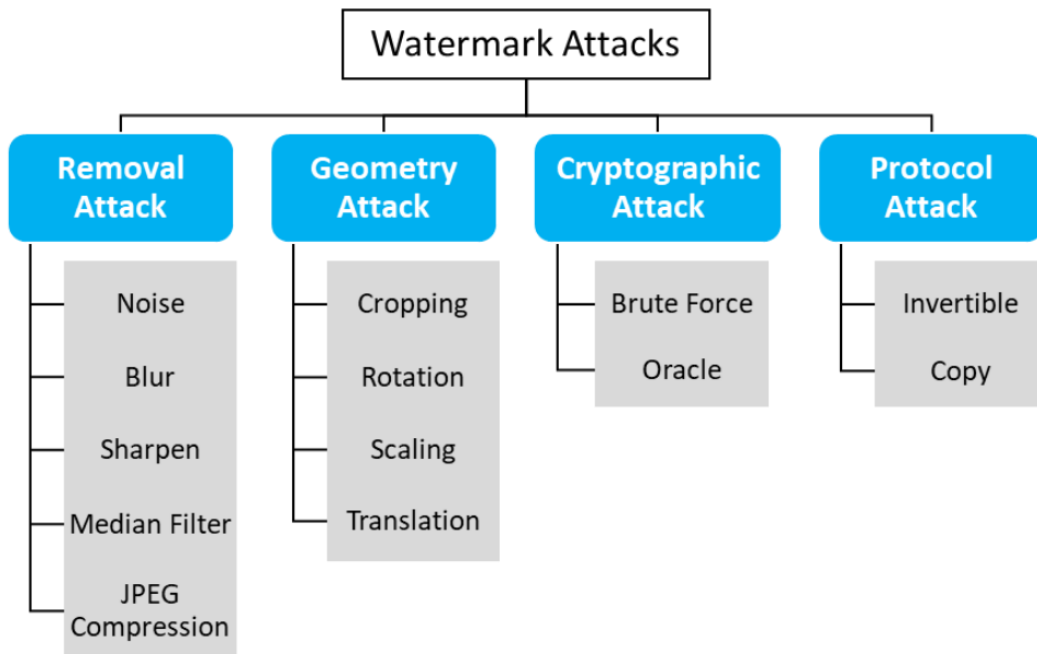 Watermark Attacks
Removal
Attack
Noise
Blur
Sharpen
Median Filter
JPEG
Compression
Geometry
Attack
Cropping
Rotation
Scaling
Translation
Cryptographic
Attack
Brute Force
Oracle
Protocol
Attack
Invertible
Copy